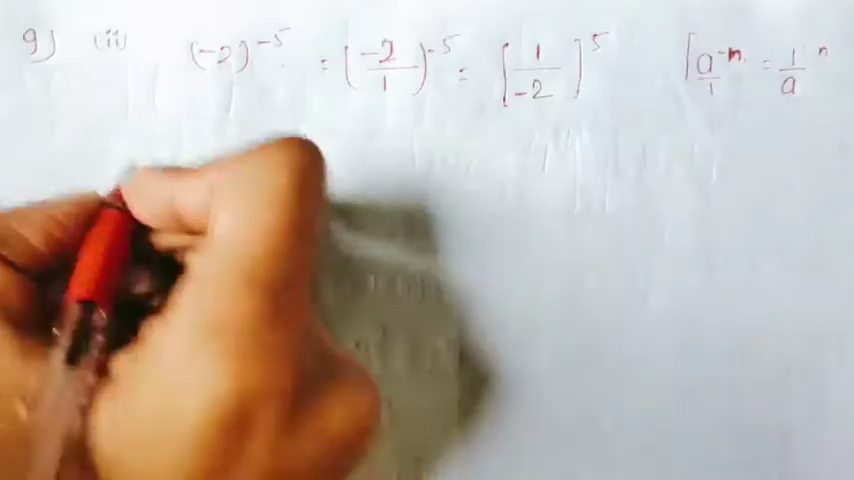 9) (ii) (-2)^-5 = (-2/1)^-5 = [1/-2]^5 [a^-n/1 = 1/a^n